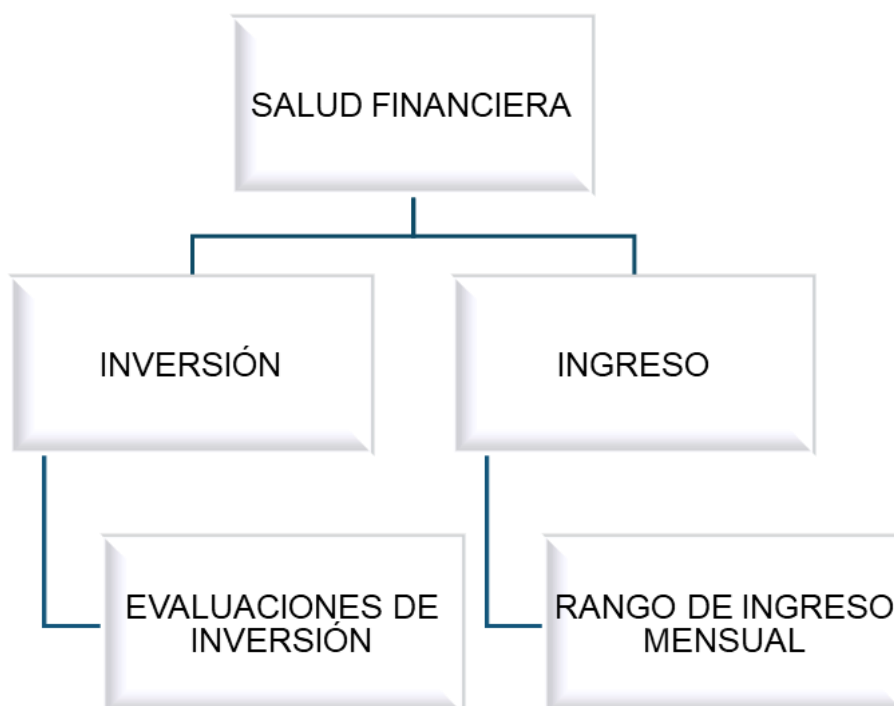 SALUD FINANCIERA
INVERSIÓN
INGRESO
EVALUACIONES DE
INVERSIÓN
RANGO DE INGRESO
MENSUAL